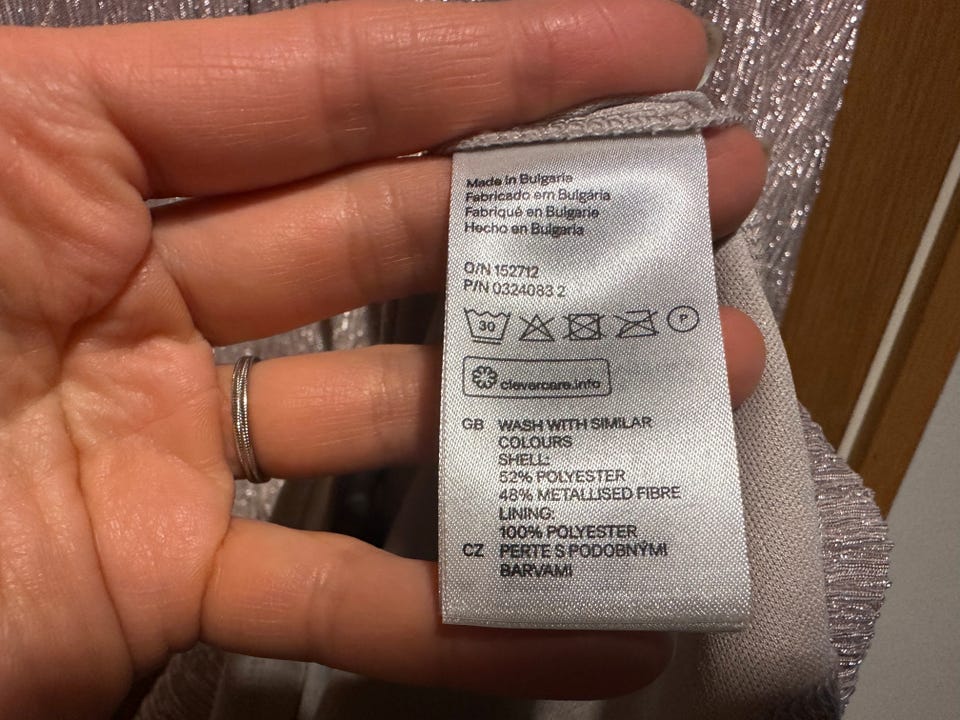 Made in Bulgaria
Fabricado em Bulgária
Fabriqué en Bulgarie
Hecho en Bulgaria
O/N 152712
P/N 0324083 2
30 P
clevercare.info
GB WASH WITH SIMILAR
COLOURS
SHELL:
52% POLYESTER
48% METALLISED FIBRE
LINING:
100% POLYESTER
CZ PERTE S PODOBNÝMI
BARVAMI